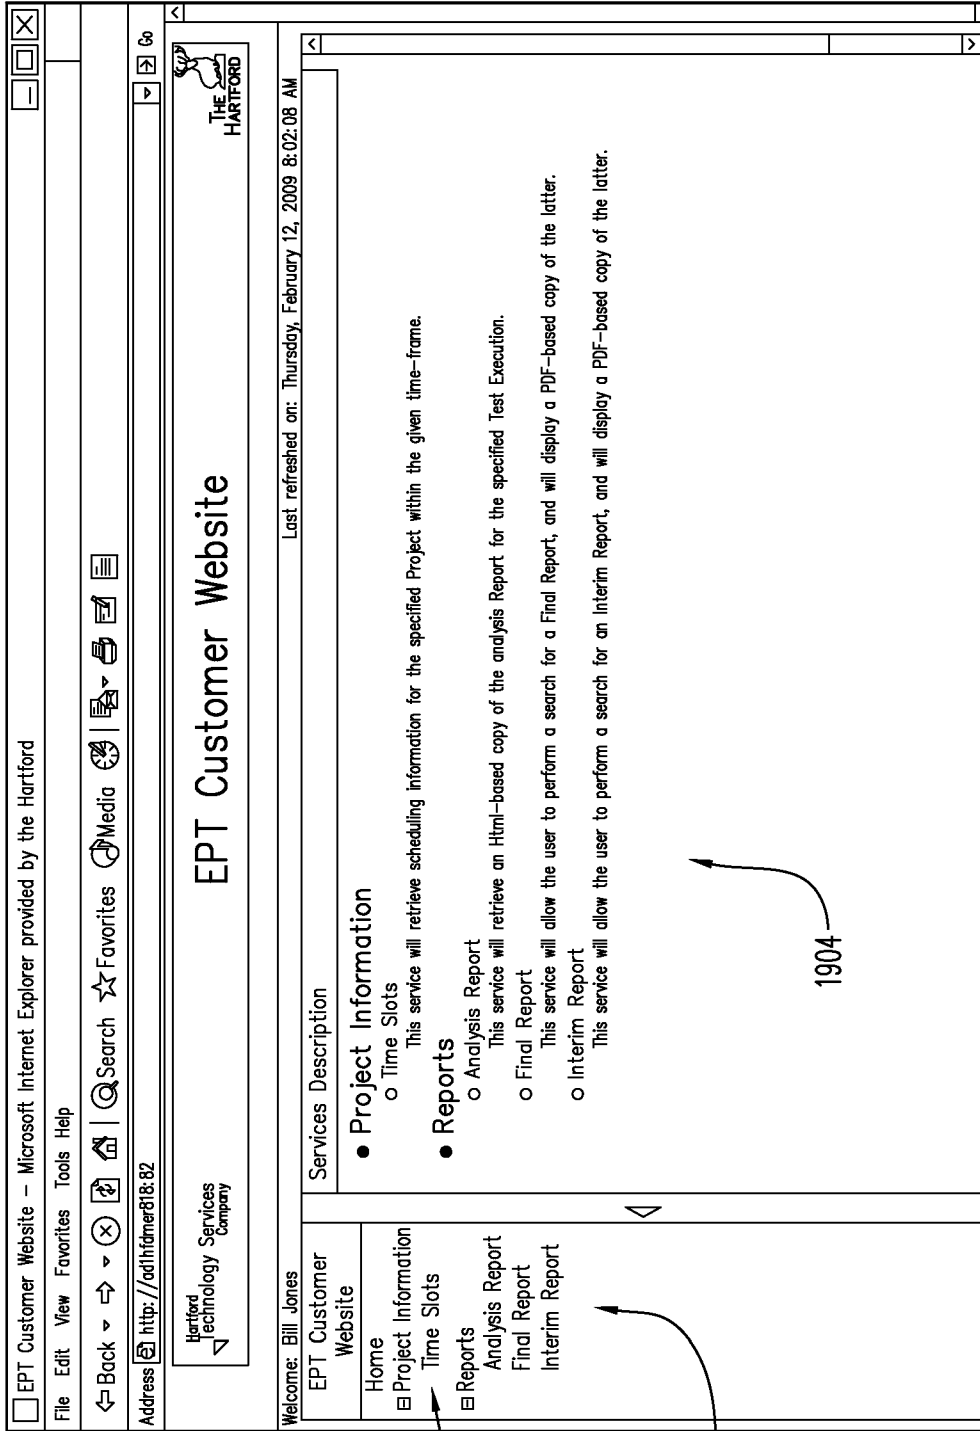 EPT Customer Website – Microsoft Internet Explorer provided by the Hartford
File Edit View Favorites Tools Help
Back Search Favorites Media
Address http://ad1hfdmer818:82 Go
Hartford
Technology Services
Company
EPT Customer Website
THE
HARTFORD
Welcome: Bill Jones
Last refreshed on: Thursday, February 12, 2009 8:02:08 AM
EPT Customer
Website
Home
Project Information
Time Slots
Reports
Analysis Report
Final Report
Interim Report
Services Description
• Project Information
o Time Slots
This service will retrieve scheduling information for the specified Project within the given time-frame.
• Reports
o Analysis Report
This service will retrieve an Html-based copy of the analysis Report for the specified Test Execution.
o Final Report
This service will allow the user to perform a search for a Final Report, and will display a PDF-based copy of the latter.
o Interim Report
This service will allow the user to perform a search for an Interim Report, and will display a PDF-based copy of the latter.
1904